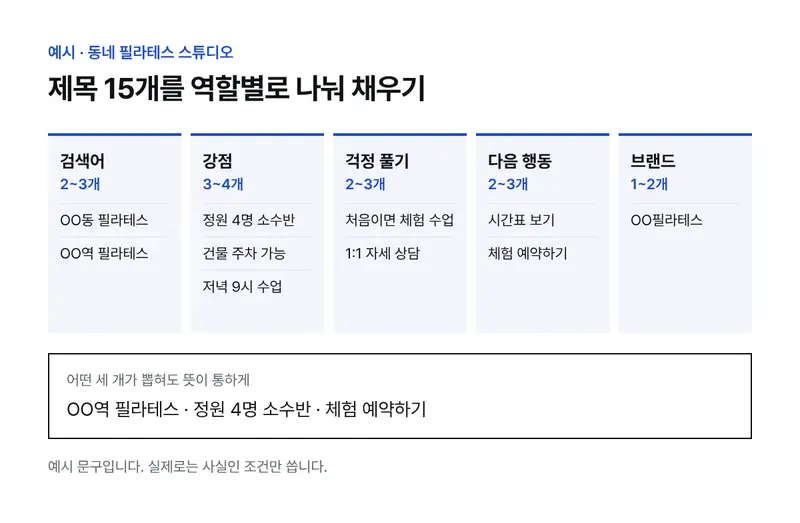 예시 · 동네 필라테스 스튜디오
제목 15개를 역할별로 나눠 채우기
검색어
2~3개
OO동 필라테스
OO역 필라테스
강점
3~4개
정원 4명 소수반
건물 주차 가능
저녁 9시 수업
걱정 풀기
2~3개
처음이면 체험 수업
1:1 자세 상담
다음 행동
2~3개
시간표 보기
체험 예약하기
브랜드
1~2개
OO필라테스
어떤 세 개가 뽑혀도 뜻이 통하게
OO역 필라테스 · 정원 4명 소수반 · 체험 예약하기
예시 문구입니다. 실제로는 사실인 조건만 씁니다.